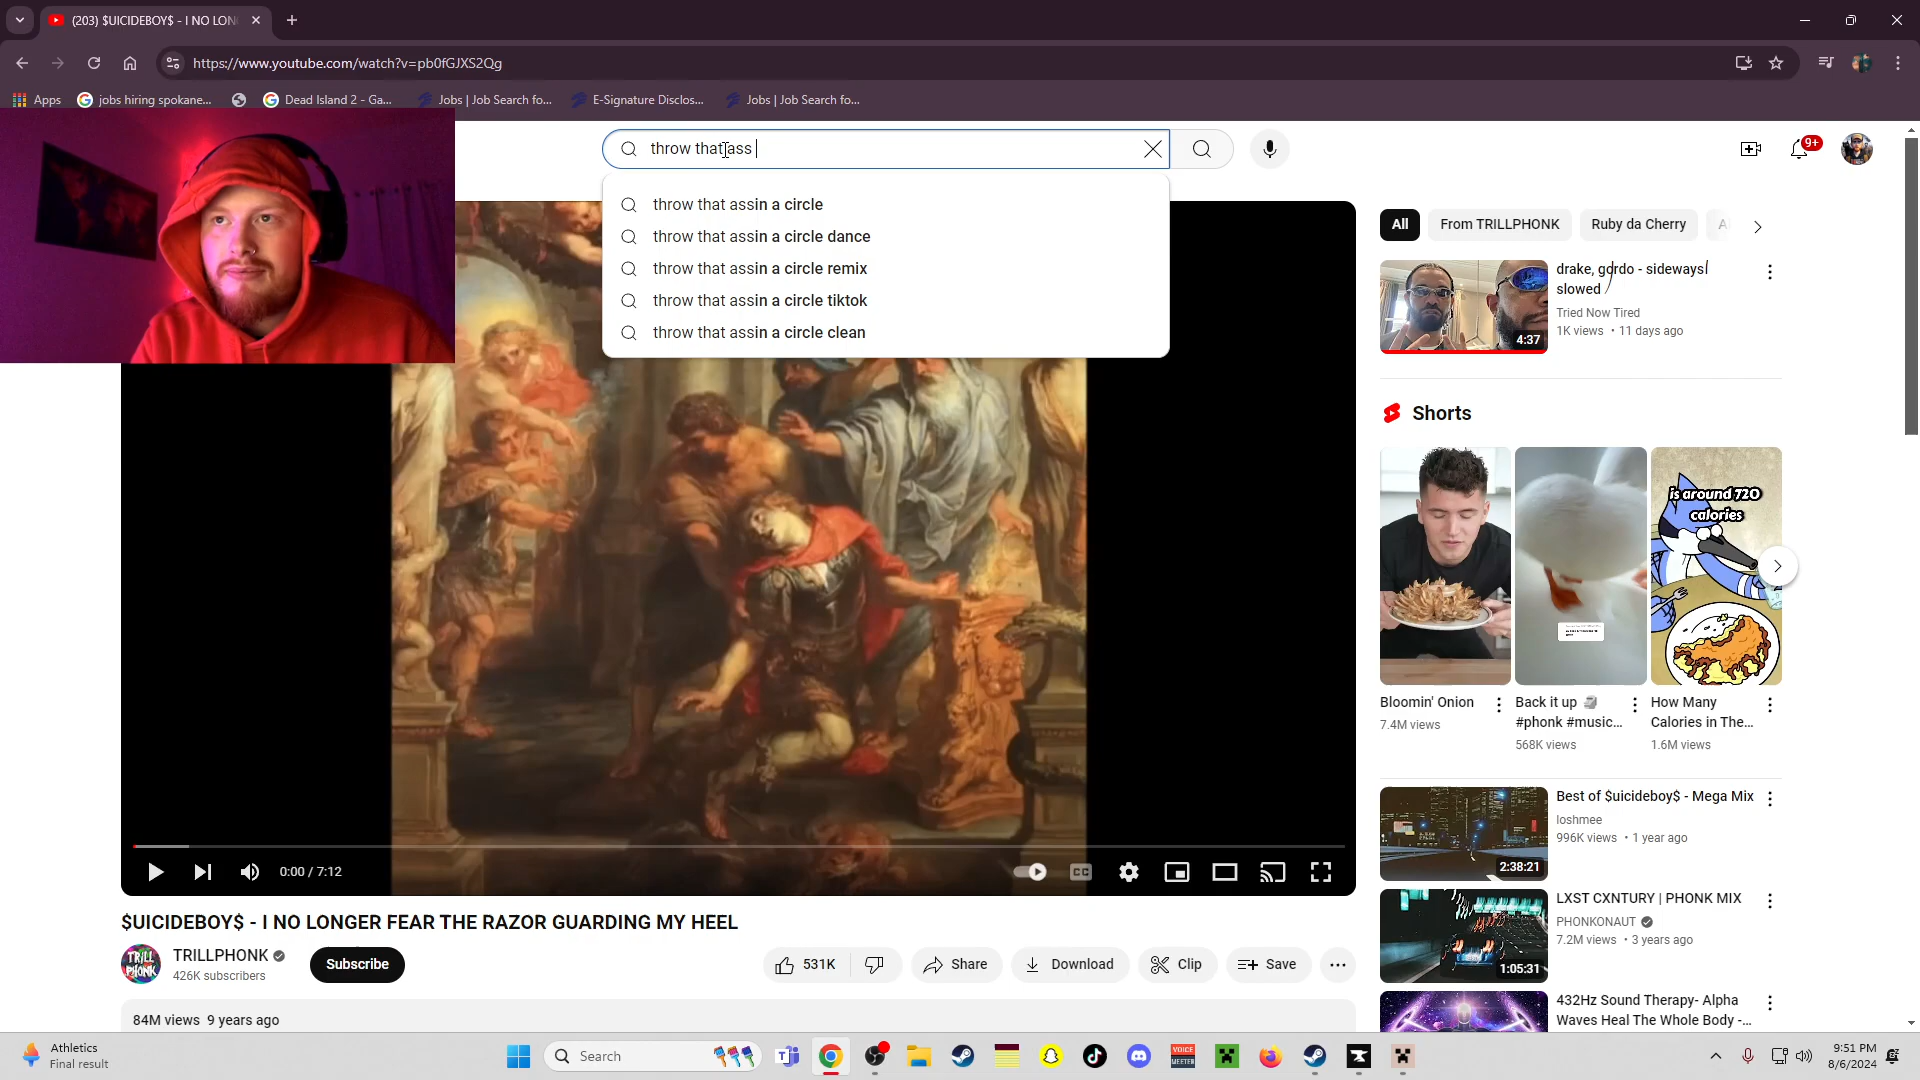 (203) $UICIDEBOY$ - I NO LON
https://www.youtube.com/watch?v=pb0fGJXS2Qg
Apps
jobs hiring spokane...
Dead Island 2 - Ga...
Jobs | Job Search fo...
E-Signature Disclos...
Jobs | Job Search fo...
throw that ass
9+
throw that assin a circle
throw that assin a circle dance
throw that assin a circle remix
throw that assin a circle tiktok
throw that assin a circle clean
All
From TRILLPHONK
Ruby da Cherry
drake, gordo - sideways
slowed
Tried Now Tired
1K views • 11 days ago
4:37
Shorts
is around 720
calories
Bloomin' Onion
7.4M views
Back it up
#phonk #music...
568K views
How Many
Calories in The...
1.6M views
0:00 / 7:12
CC
Best of $uicideboy$ - Mega Mix
loshmee
996K views • 1 year ago
2:38:21
LXST CXNTURY | PHONK MIX
PHONKONAUT
7.2M views • 3 years ago
1:05:31
432Hz Sound Therapy- Alpha
Waves Heal The Whole Body -...
$UICIDEBOY$ - I NO LONGER FEAR THE RAZOR GUARDING MY HEEL
TRILL
PHONK
TRILLPHONK
426K subscribers
Subscribe
531K
Share
Download
Clip
Save
84M views 9 years ago
Athletics
Final result
Search
VOICE
MEETER
9:51 PM
8/6/2024